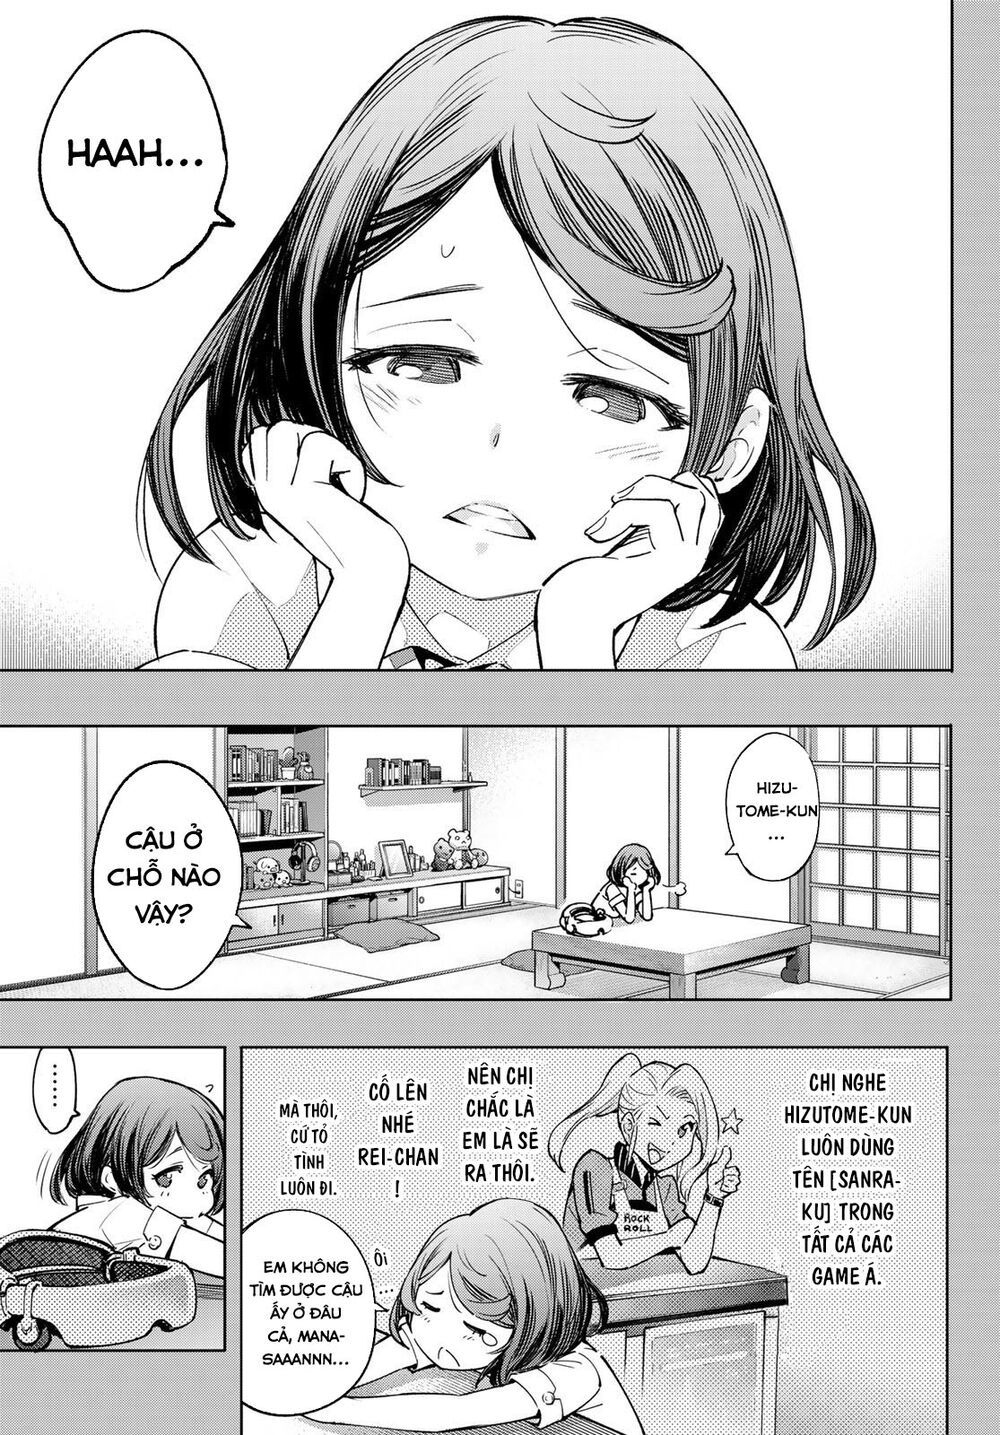 HAAH...
HIZU-
TOME-KUN
...
CẬU Ở
CHỖ NÀO
VẬY?
CHỊ NGHE
HIZUTOME-KUN
LUÔN DÙNG
TÊN [SANRA-
KU] TRONG
TẤT CẢ CÁC
GAME Á.
NÊN CHỊ
CHẮC LÀ
EM LÀ SẼ
RA THÔI.
CỐ LÊN
NHÉ
REI-CHAN
!
MÀ THÔI,
CỨ TỎ
TÌNH
LUÔN ĐI.
ROCK
ROLL
ÔI
...
EM KHÔNG
TÌM ĐƯỢC CẬU
ẤY Ở ĐÂU
CẢ, MANA-
SAAANNN...
......